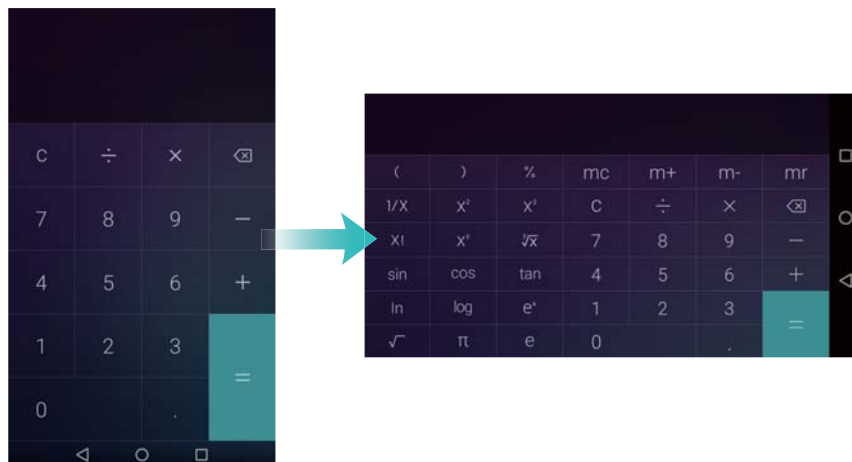 C ÷ ×
7 8 9 −
4 5 6 +
1 2 3
=
0 .
( ) % mc m+ m- mr
1/X X² X³ C ÷ ×
X! Xʸ ʸ√x 7 8 9 −
sin cos tan 4 5 6 +
ln log eˣ 1 2 3
=
√ π e 0 .